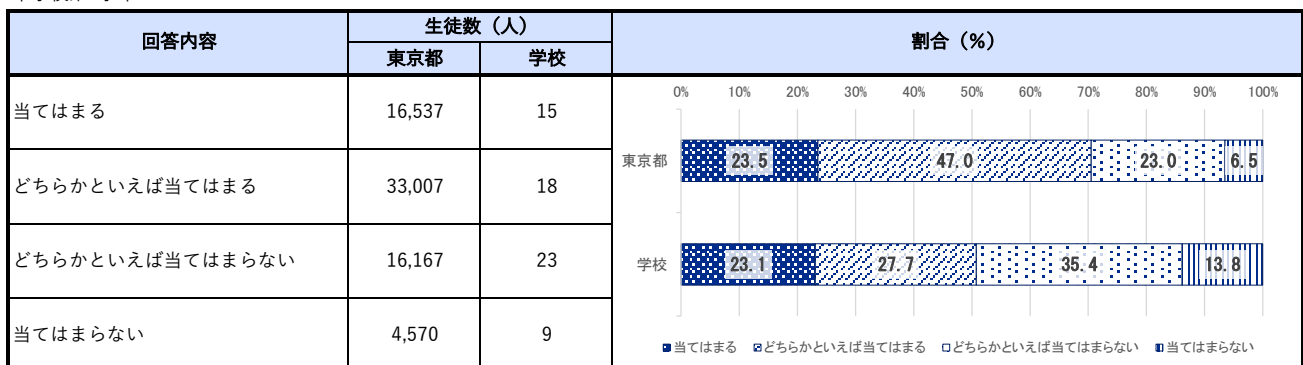 回答内容
生徒数（人）
割合（%）
東京都
学校
当てはまる
16,537
15
どちらかといえば当てはまる
33,007
18
どちらかといえば当てはまらない
16,167
23
当てはまらない
4,570
9
0% 10% 20% 30% 40% 50% 60% 70% 80% 90% 100%
東京都 23.5 47.0 23.0 6.5
学校 23.1 27.7 35.4 13.8
当てはまる どちらかといえば当てはまる どちらかといえば当てはまらない 当てはまらない